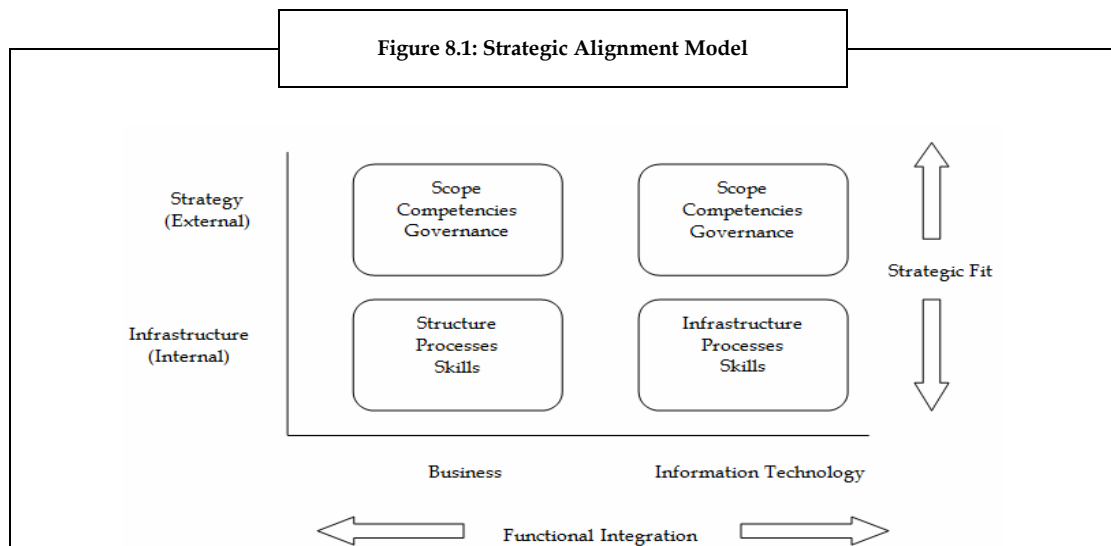 Figure 8.1: Strategic Alignment Model
Strategy
(External)
Scope
Competencies
Governance
Scope
Competencies
Governance
Strategic Fit
Infrastructure
(Internal)
Structure
Processes
Skills
Infrastructure
Processes
Skills
Business
Information Technology
Functional Integration